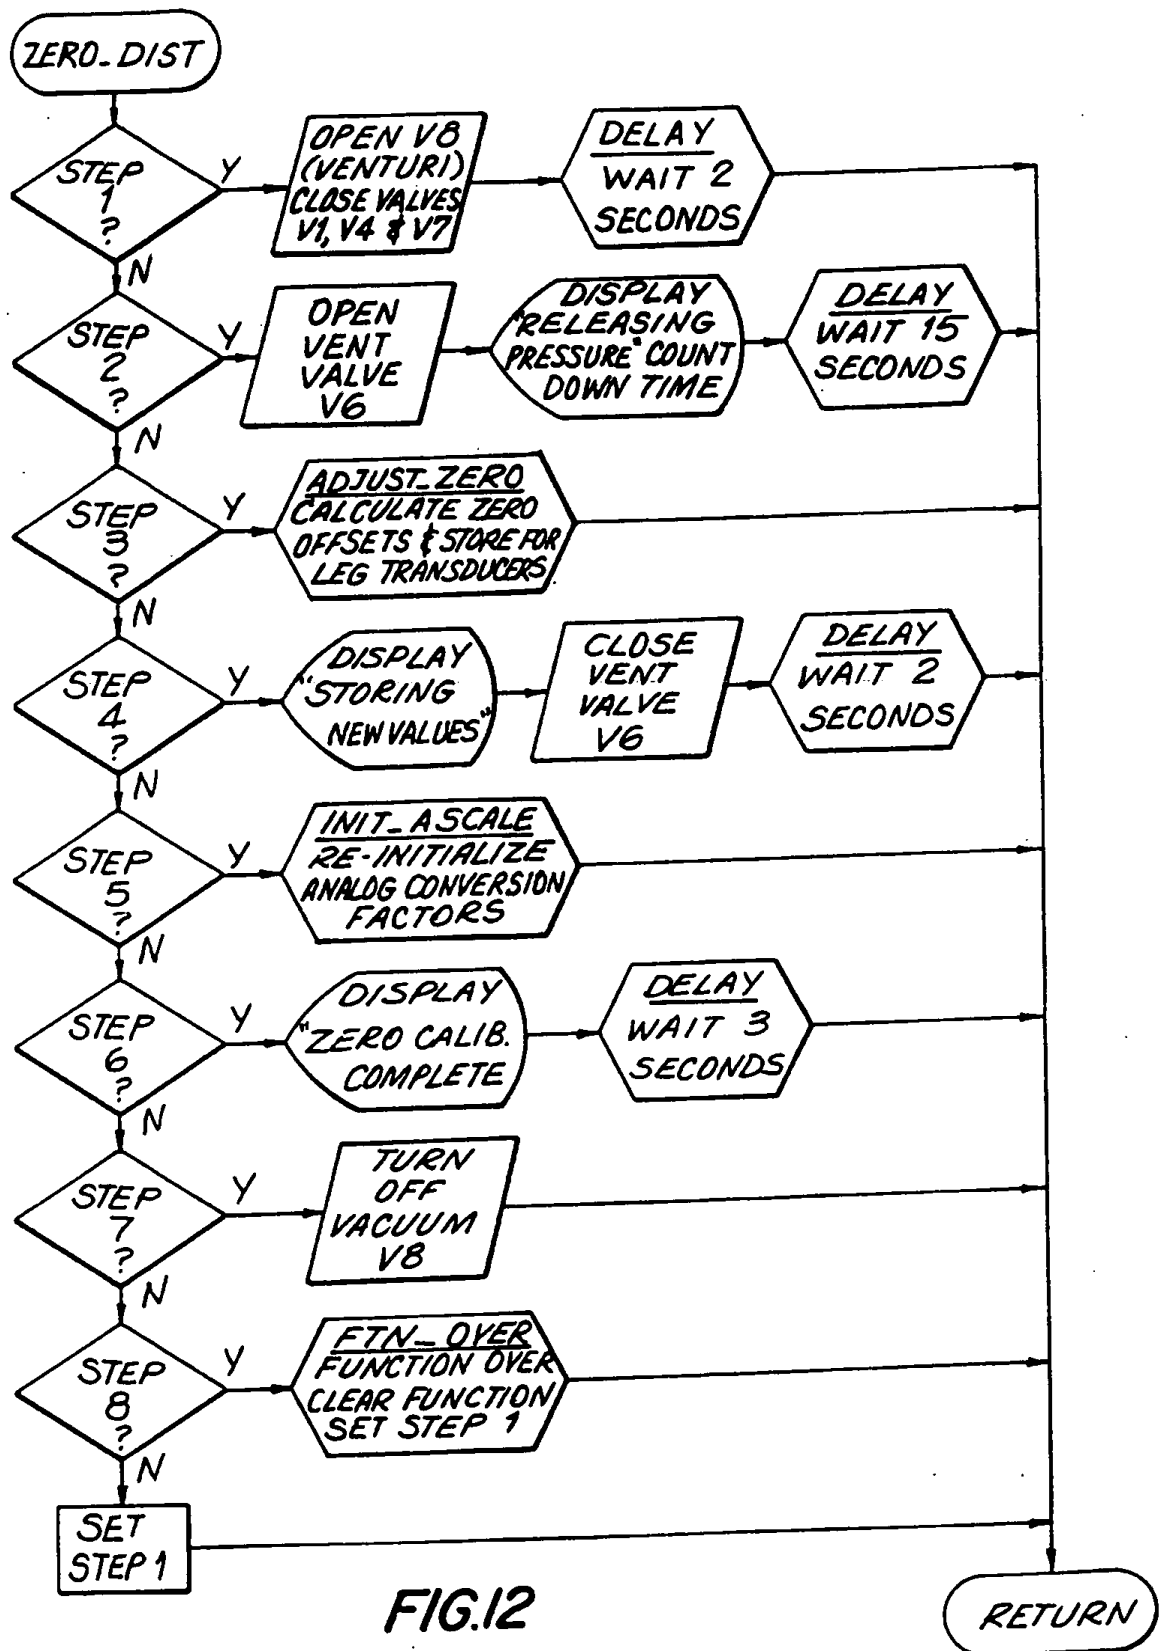 ZERO_DIST
STEP
1
?
Y
N
OPEN V8
(VENTURI)
CLOSE VALVES
V1, V4 & V7
DELAY
WAIT 2
SECONDS
STEP
2
?
Y
N
OPEN
VENT
VALVE
V6
DISPLAY
"RELEASING
PRESSURE" COUNT
DOWN TIME
DELAY
WAIT 15
SECONDS
STEP
3
?
Y
N
ADJUST_ZERO
CALCULATE ZERO
OFFSETS & STORE FOR
LEG TRANSDUCERS
STEP
4
?
Y
N
DISPLAY
"STORING
NEW VALUES"
CLOSE
VENT
VALVE
V6
DELAY
WAIT 2
SECONDS
STEP
5
?
Y
N
INIT_ASCALE
RE-INITIALIZE
ANALOG CONVERSION
FACTORS
STEP
6
?
Y
N
DISPLAY
"ZERO CALIB.
COMPLETE
DELAY
WAIT 3
SECONDS
STEP
7
?
Y
N
TURN
OFF
VACUUM
V8
STEP
8
?
Y
N
FTN_OVER
FUNCTION OVER
CLEAR FUNCTION
SET STEP 1
SET
STEP 1
RETURN
FIG.12